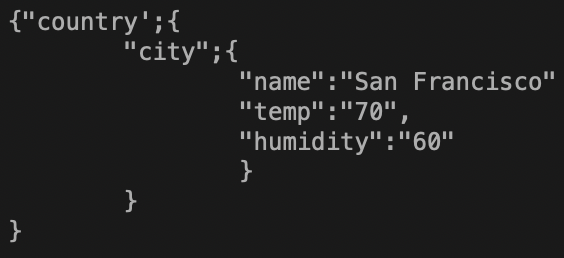 {"country';{
"city";{
"name":"San Francisco"
"temp":"70",
"humidity":"60"
}
}
}